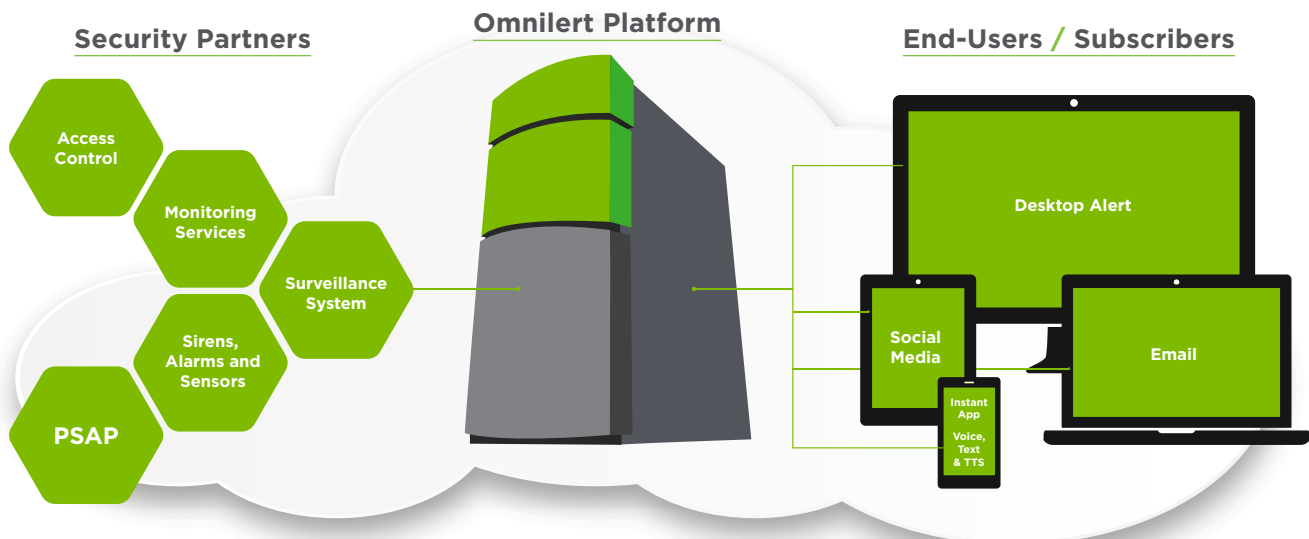 Security Partners
Omnilert Platform
End-Users / Subscribers
Access
Control
Monitoring
Services
Surveillance
System
Sirens,
Alarms and
Sensors
PSAP
Desktop Alert
Social
Media
Email
Instant
App
Voice,
Text
& TTS